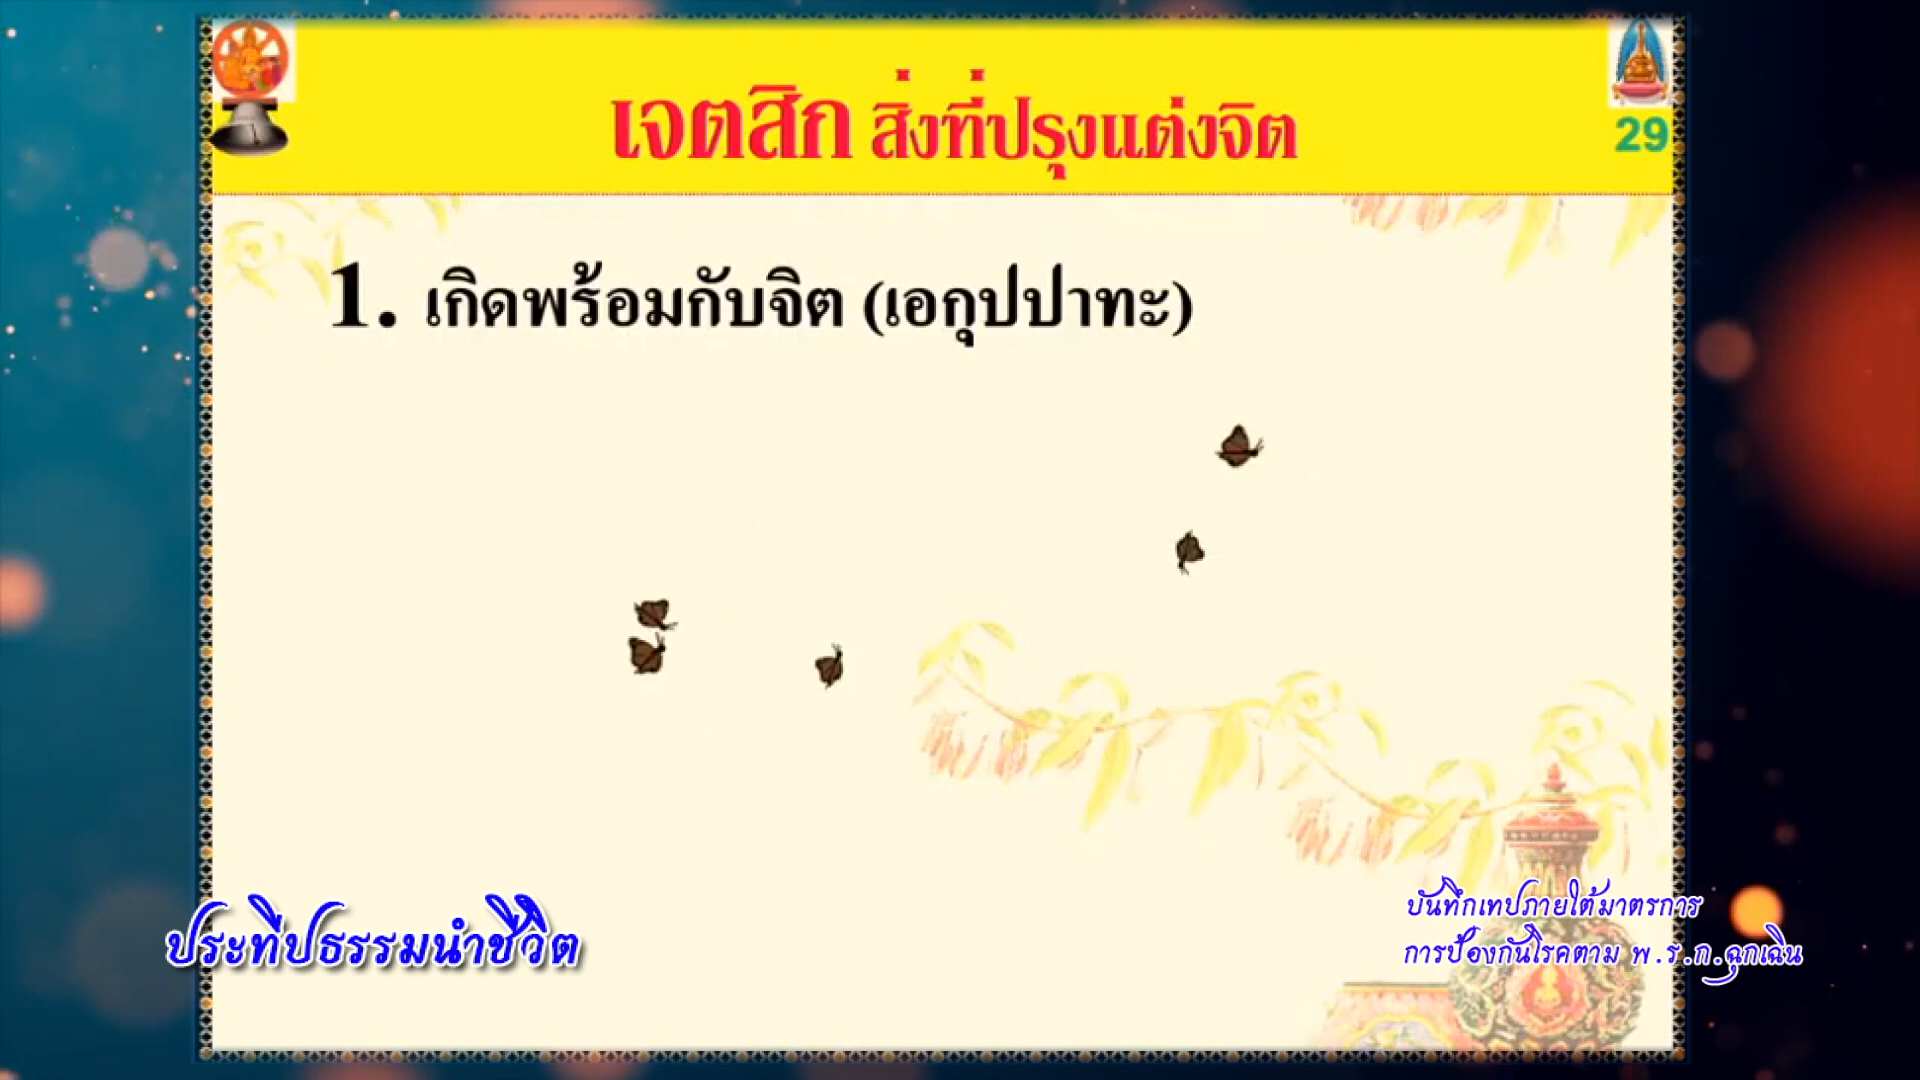 เจตสิก สิ่งที่ปรุงแต่งจิต
29
1. เกิดพร้อมกับจิต (เอกุปปาทะ)
ประทีปธรรมนำชีวิต
บันทึกเทปภายใต้มาตรการ
การป้องกันโรคตาม พ.ร.ก.ฉุกเฉิน